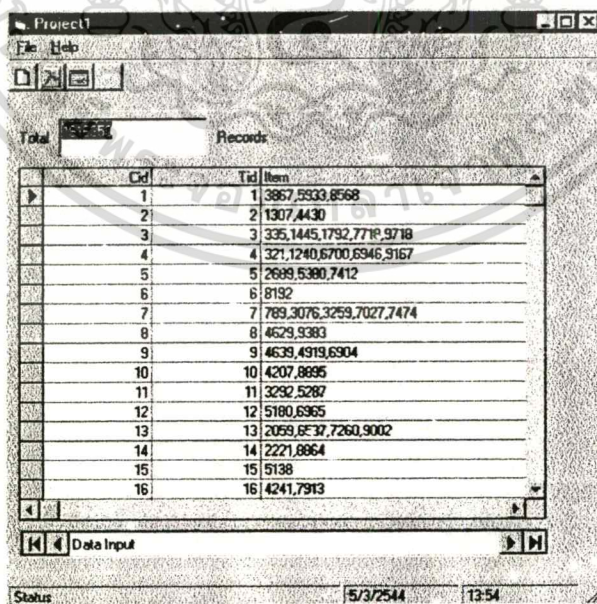 Project1
File Help
Total Records
Cid Tid Item
1 1 3867,5933,8568
2 2 1307,4430
3 3 335,1445,1792,7718,9718
4 4 321,1240,6700,6946,9167
5 5 2689,5380,7412
6 6 8192
7 7 789,3076,3259,7027,7474
8 8 4629,9383
9 9 4639,4919,6904
10 10 4207,8895
11 11 3292,5287
12 12 5180,6965
13 13 2059,6537,7260,9002
14 14 2221,8864
15 15 5138
16 16 4241,7913
Data Input
Status 5/3/2544 13:54